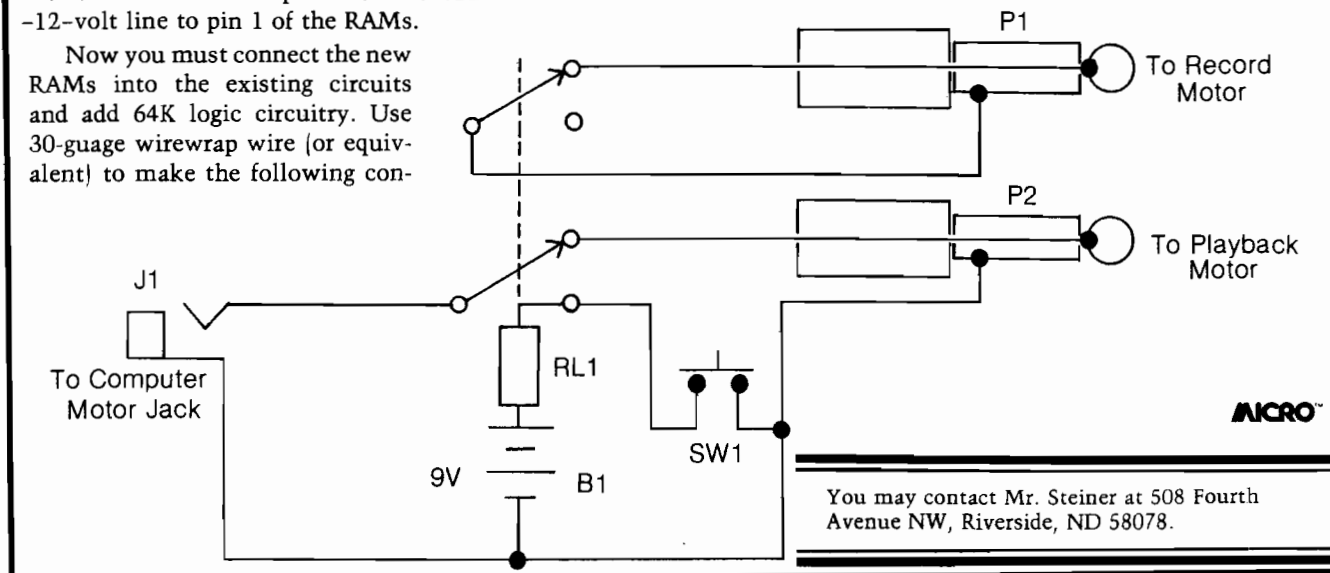 -12-volt line to pin 1 of the RAMs.
Now you must connect the new
RAMs into the existing circuits
and add 64K logic circuitry. Use
30-guage wirewrap wire (or equiv-
alent) to make the following con-
P1
To Record
Motor
P2
To Playback
Motor
J1
To Computer
Motor Jack
RL1
9V
B1
SW1
MICRO™
You may contact Mr. Steiner at 508 Fourth
Avenue NW, Riverside, ND 58078.